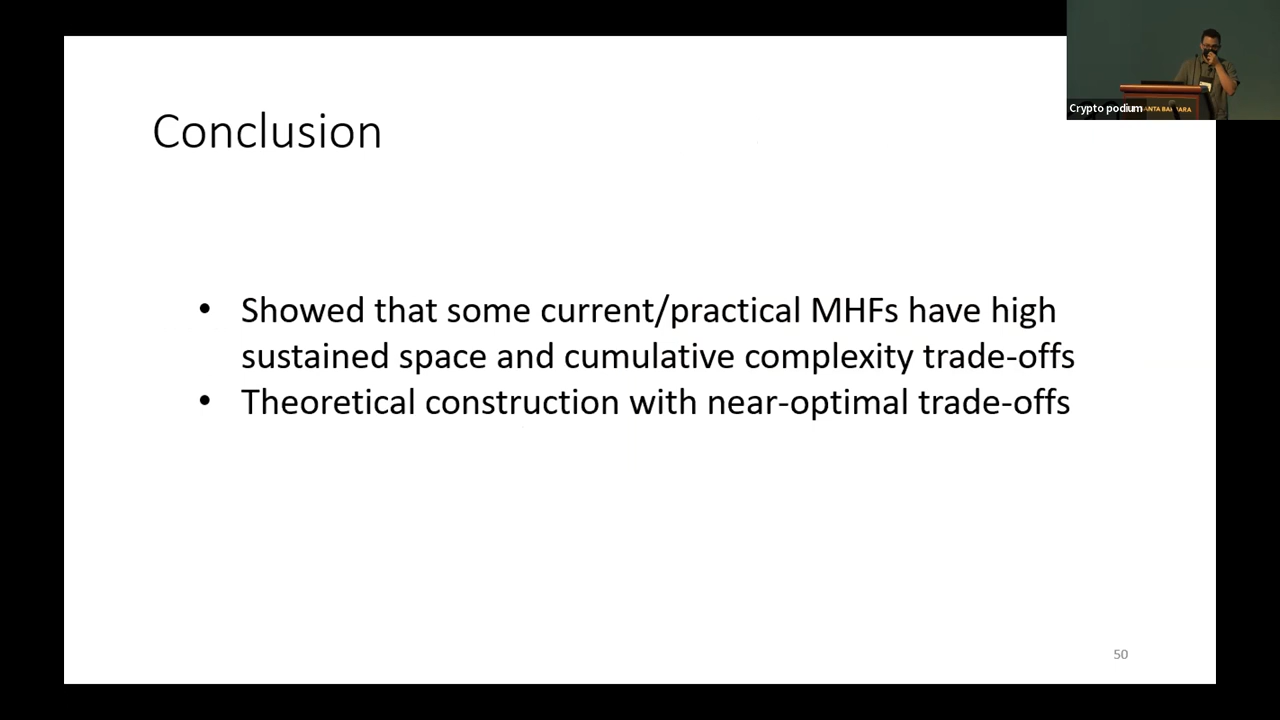 Conclusion
• Showed that some current/practical MHFs have high
sustained space and cumulative complexity trade-offs
• Theoretical construction with near-optimal trade-offs
50
Crypto podium